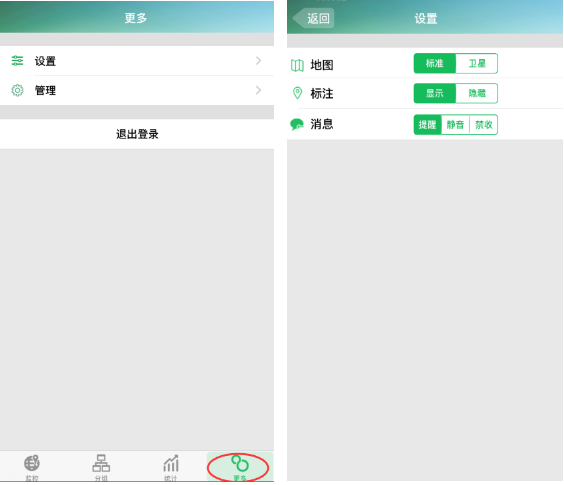 更多
设置
管理
退出登录
监控
分组
统计
更多
返回
设置
地图 标准 卫星
标注 显示 隐藏
消息 提醒 静音 禁收